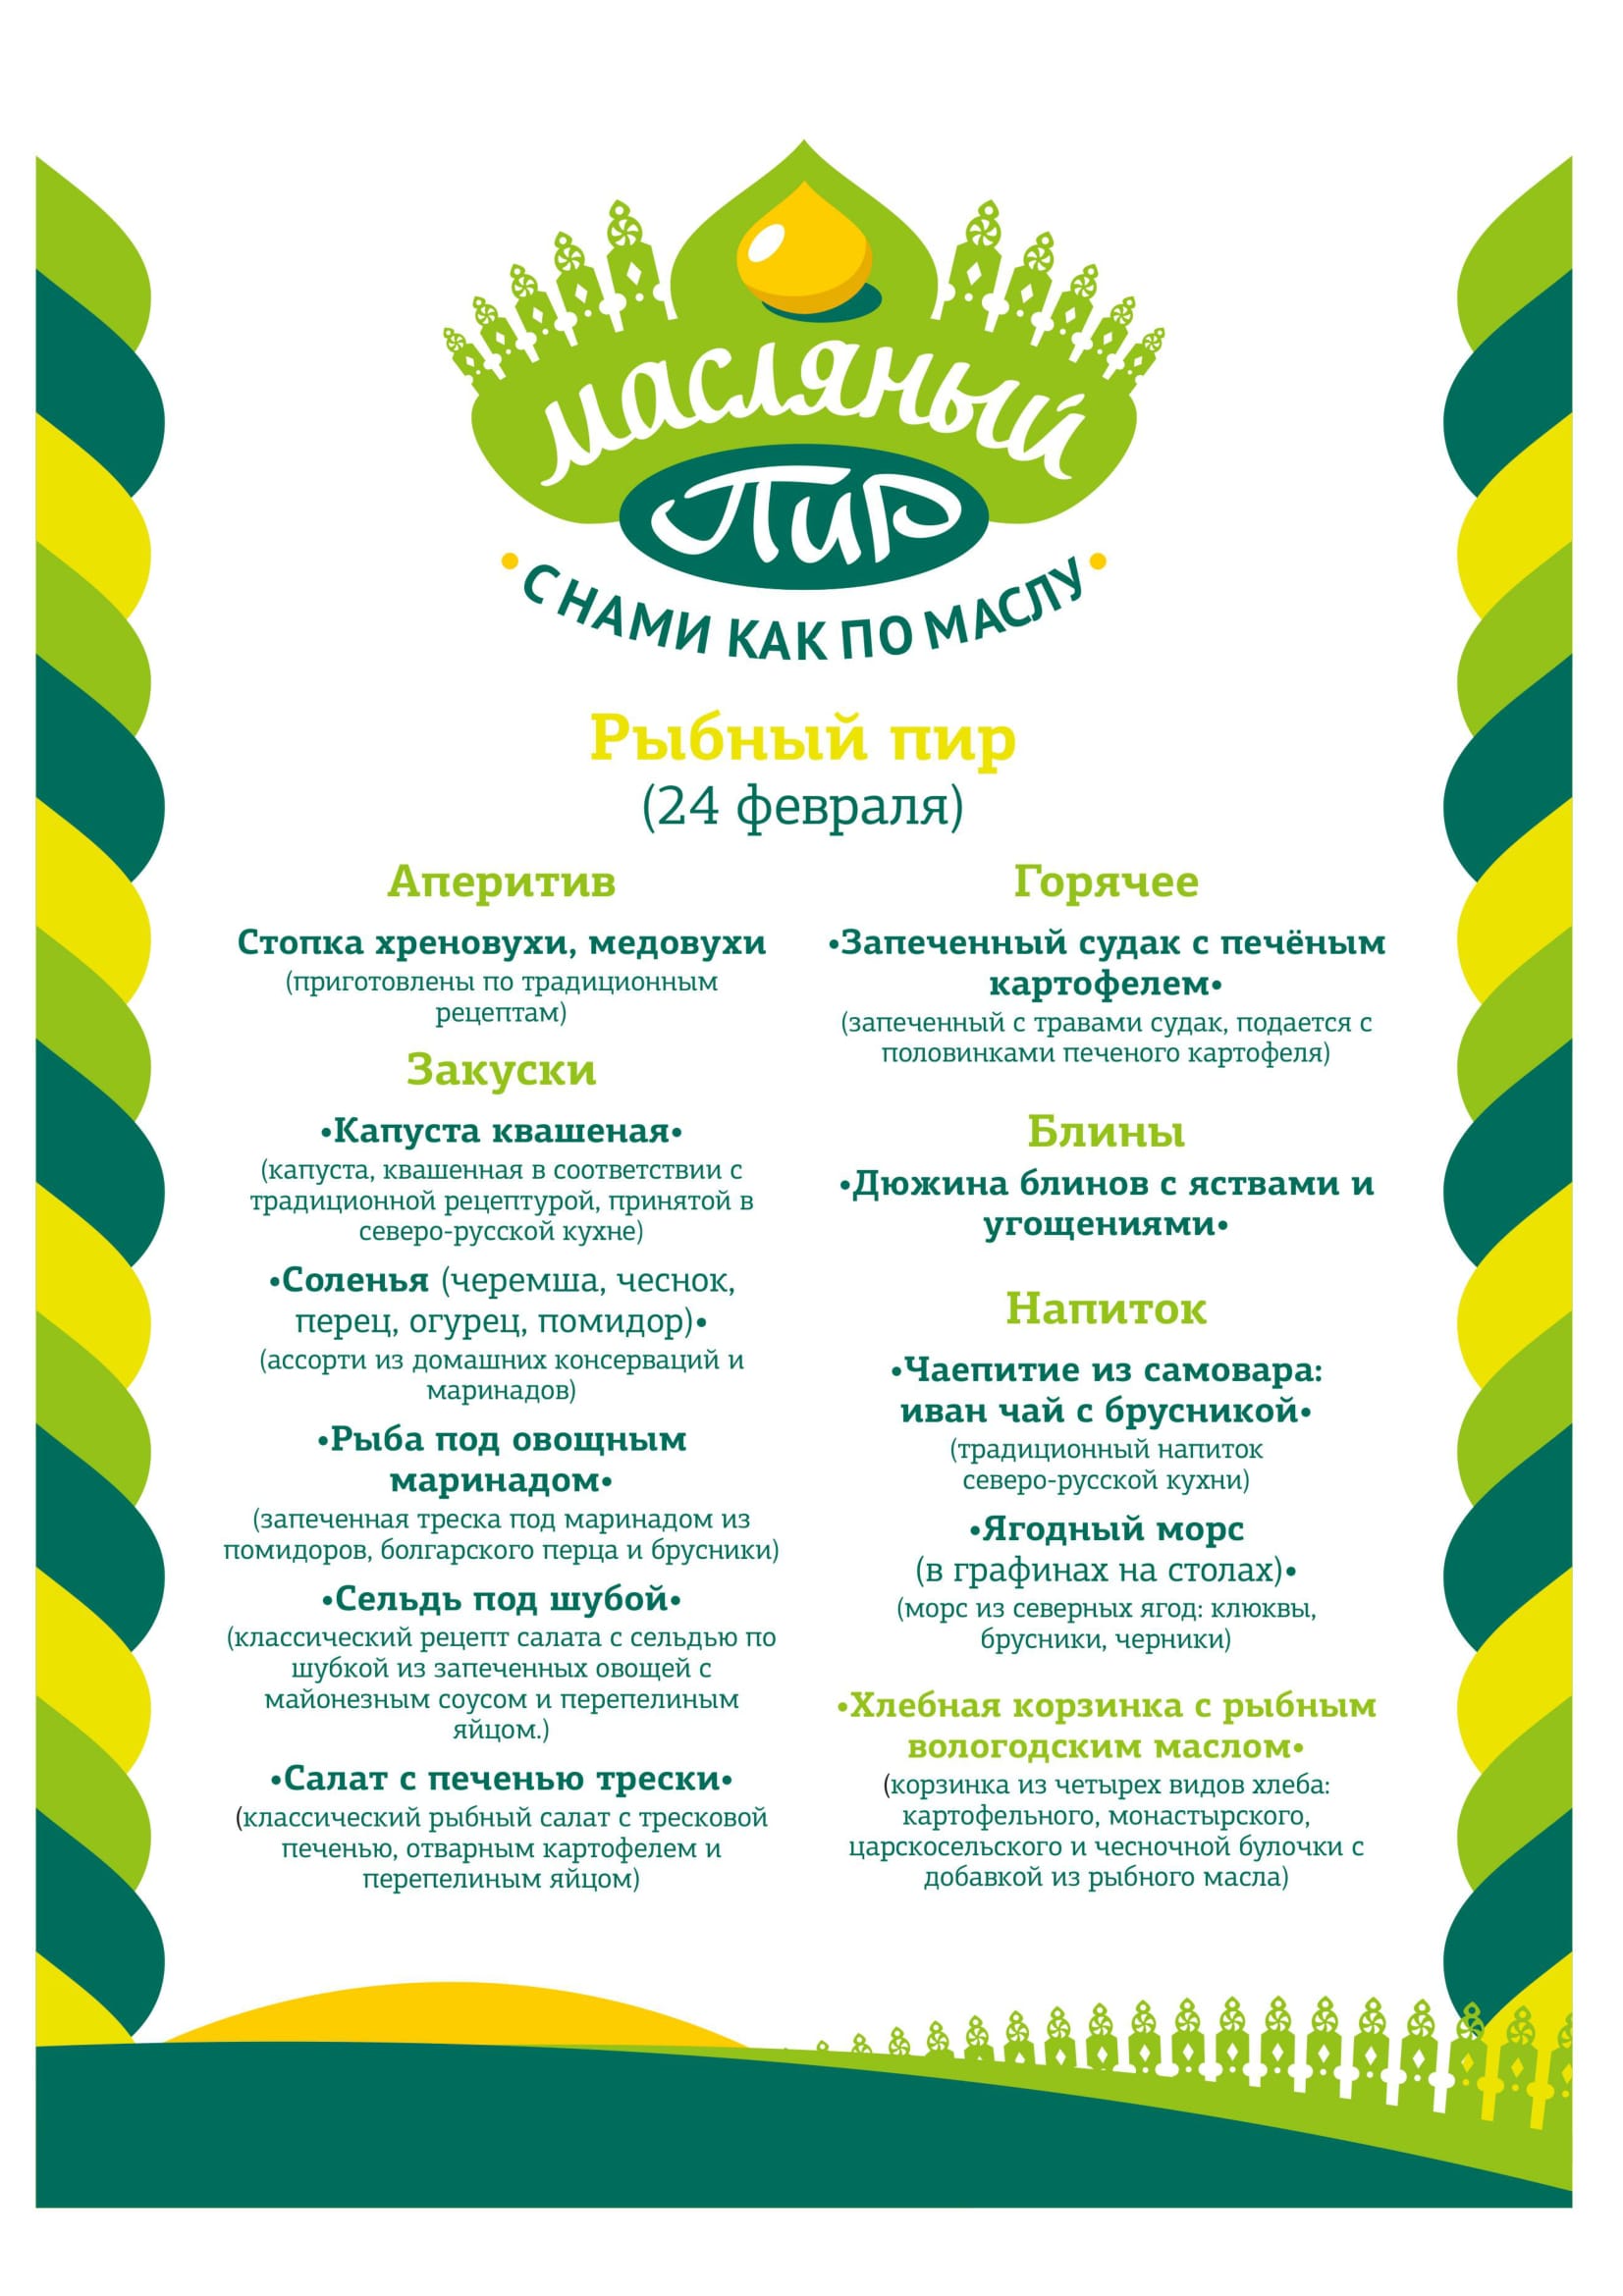 масляный
Пир
• С НАМИ КАК ПО МАСЛУ •
Рыбный пир
(24 февраля)
Аперитив
Стопка хреновухи, медовухи
(приготовлены по традиционным
рецептам)
Закуски
•Капуста квашеная•
(капуста, квашенная в соответствии с
традиционной рецептурой, принятой в
северо-русской кухне)
•Соленья (черемша, чеснок,
перец, огурец, помидор)•
(ассорти из домашних консерваций и
маринадов)
•Рыба под овощным
маринадом•
(запеченная треска под маринадом из
помидоров, болгарского перца и брусники)
•Сельдь под шубой•
(классический рецепт салата с сельдью по
шубкой из запеченных овощей с
майонезным соусом и перепелиным
яйцом.)
•Салат с печенью трески•
(классический рыбный салат с тресковой
печенью, отварным картофелем и
перепелиным яйцом)
Горячее
•Запеченный судак с печёным
картофелем•
(запеченный с травами судак, подается с
половинками печеного картофеля)
Блины
•Дюжина блинов с яствами и
угощениями•
Напиток
•Чаепитие из самовара:
иван чай с брусникой•
(традиционный напиток
северо-русской кухни)
•Ягодный морс
(в графинах на столах)•
(морс из северных ягод: клюквы,
брусники, черники)
•Хлебная корзинка с рыбным
вологодским маслом•
(корзинка из четырех видов хлеба:
картофельного, монастырского,
царскосельского и чесночной булочки с
добавкой из рыбного масла)